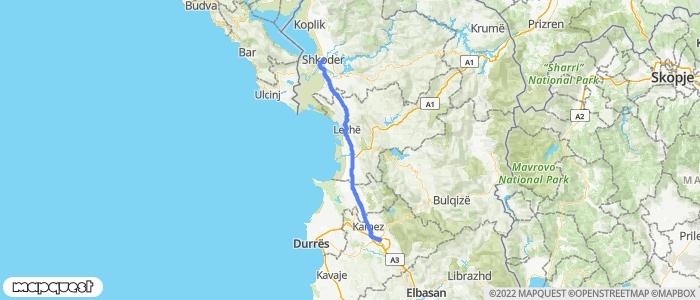 Budva
Koplik
Krumë
Prizren
Bar
Shkodër
A1
"Sharri"
National Park
Skopje
Ulcinj
A1
A2
Lezhë
Mavrovo
National Park
MA
Bulqizë
Kamez
Prile
Durrës
A3
Kavaje
Librazhd
Elbasan
mapquest
©2022 MAPQUEST ©OPENSTREETMAP ©MAPBOX